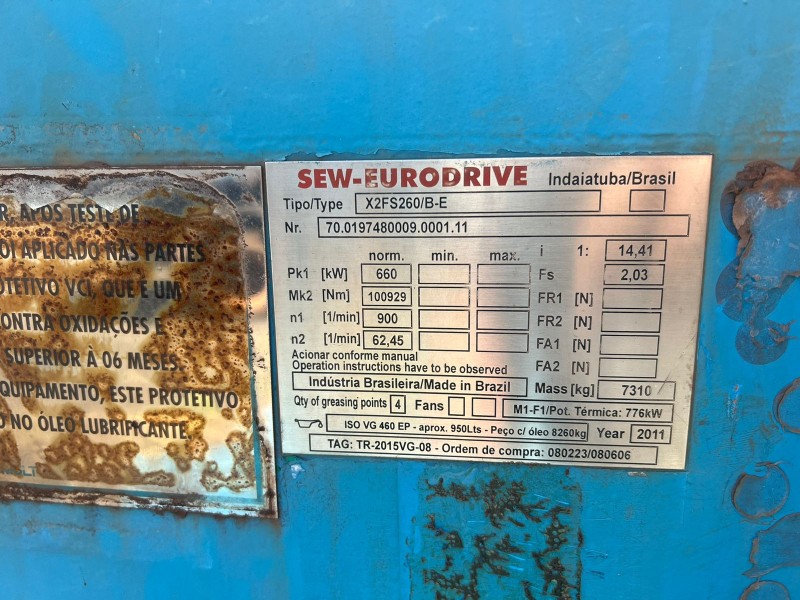 R. APÓS TESTE DE
OI APLICADO NAS PARTES
OTETIVO VCI, QUE É UM
CONTRA OXIDAÇÕES E
SUPERIOR À 06 MESES.
EQUIPAMENTO, ESTE PROTETIVO
O NO ÓLEO LUBRIFICANTE.
SEW-EURODRIVE Indaiatuba/Brasil
Tipo/Type X2FS260/B-E
Nr. 70.0197480009.0001.11
norm. min. max. i 1: 14,41
Pk1 [kW] 660 Fs 2,03
Mk2 [Nm] 100929 FR1 [N]
n1 [1/min] 900 FR2 [N]
n2 [1/min] 62,45 FA1 [N]
Acionar conforme manual FA2 [N]
Operation instructions have to be observed
Indústria Brasileira/Made in Brazil Mass [kg] 7310
Qty of greasing points 4 Fans M1-F1/Pot. Térmica: 776kW
ISO VG 460 EP - aprox. 950Lts - Peço c/ óleo 8260kg Year 2011
TAG: TR-2015VG-08 - Ordem de compra: 080223/080606